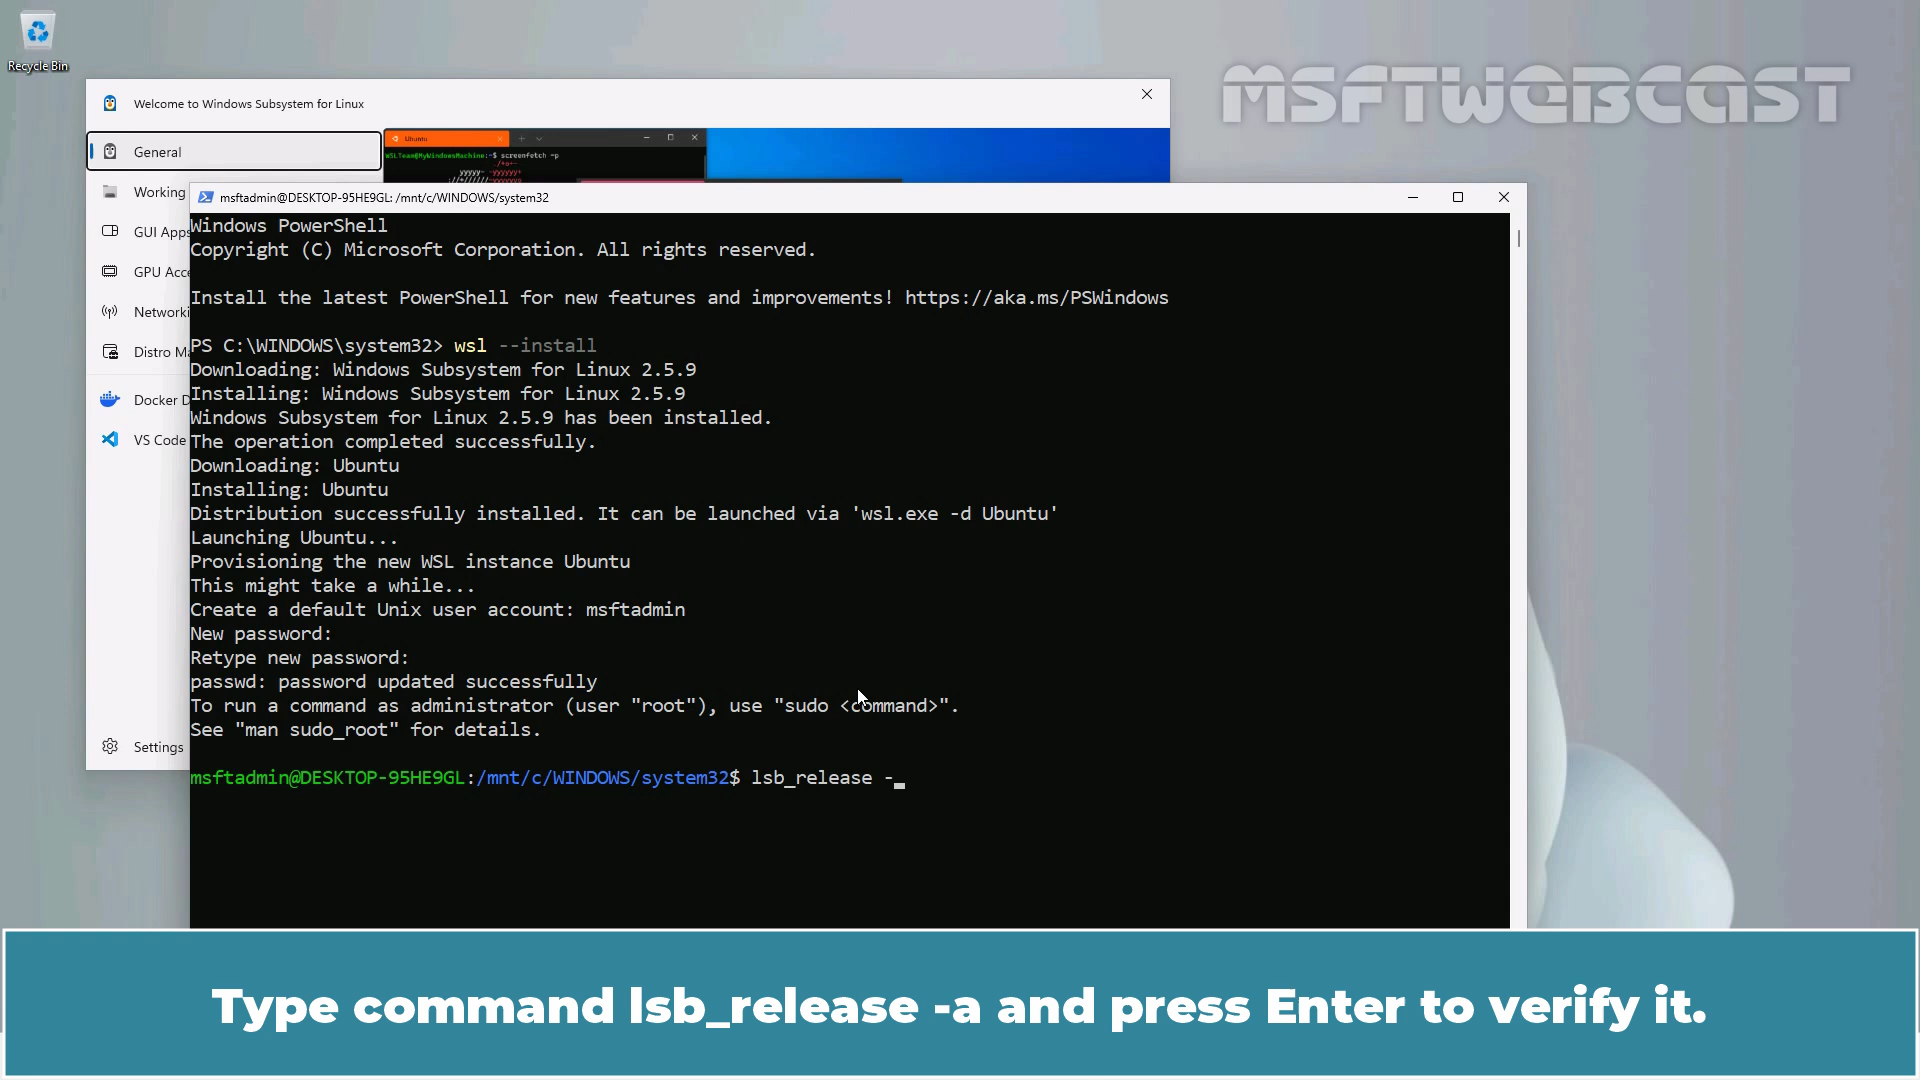 Recycle Bin
MSFTWEBCAST
Welcome to Windows Subsystem for Linux
General
Working
GUI Apps
GPU Acce
Networki
Distro Ma
Docker D
VS Code
Settings
Ubuntu
WSLTeam@MyWindowsMachine:~$ screenfetch -p
msftadmin@DESKTOP-95HE9GL: /mnt/c/WINDOWS/system32
Windows PowerShell
Copyright (C) Microsoft Corporation. All rights reserved.
Install the latest PowerShell for new features and improvements! https://aka.ms/PSWindows
PS C:\WINDOWS\system32> wsl --install
Downloading: Windows Subsystem for Linux 2.5.9
Installing: Windows Subsystem for Linux 2.5.9
Windows Subsystem for Linux 2.5.9 has been installed.
The operation completed successfully.
Downloading: Ubuntu
Installing: Ubuntu
Distribution successfully installed. It can be launched via 'wsl.exe -d Ubuntu'
Launching Ubuntu...
Provisioning the new WSL instance Ubuntu
This might take a while...
Create a default Unix user account: msftadmin
New password:
Retype new password:
passwd: password updated successfully
To run a command as administrator (user "root"), use "sudo <command>".
See "man sudo_root" for details.
msftadmin@DESKTOP-95HE9GL:/mnt/c/WINDOWS/system32$ lsb_release -
Type command lsb_release -a and press Enter to verify it.